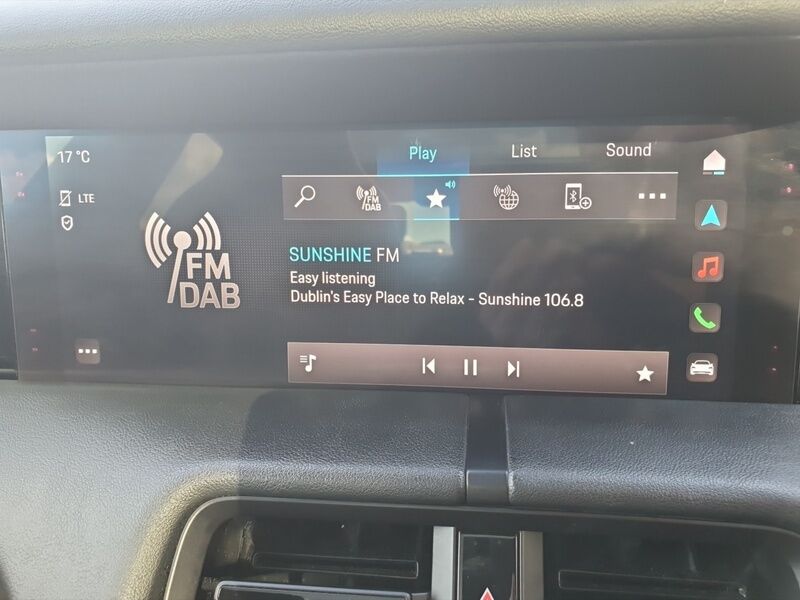 17 °C
Play List Sound
LTE
FM
DAB
FM
DAB
SUNSHINE FM
Easy listening
Dublin's Easy Place to Relax - Sunshine 106.8